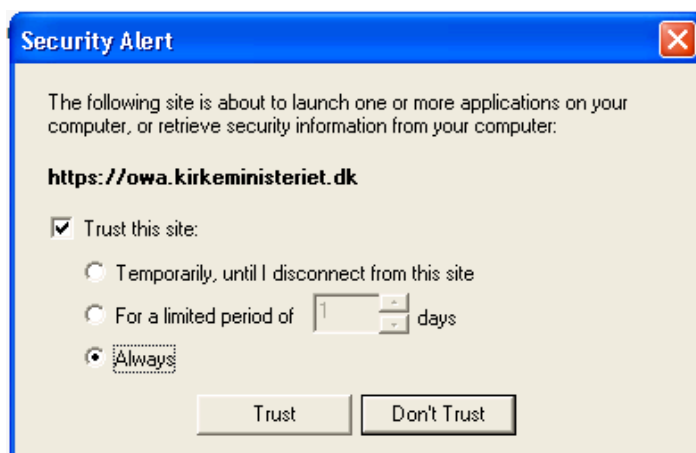 Security Alert
The following site is about to launch one or more applications on your
computer, or retrieve security information from your computer:
https://owa.kirkeministeriet.dk
Trust this site:
Temporarily, until I disconnect from this site
For a limited period of 1 days
Always
Trust Don't Trust